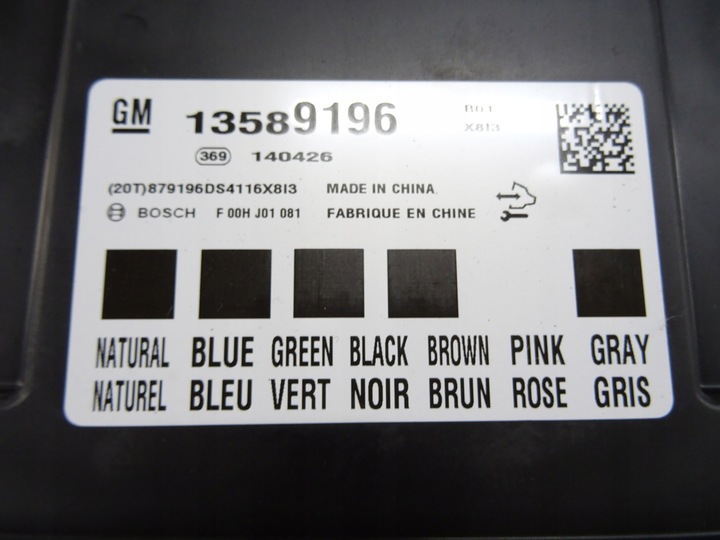 GM 13589196
X8I3
369 140426
(20T)879196DS4116X8I3 MADE IN CHINA
BOSCH F 00H J01 081 FABRIQUE EN CHINE
NATURAL BLUE GREEN BLACK BROWN PINK GRAY
NATUREL BLEU VERT NOIR BRUN ROSE GRIS